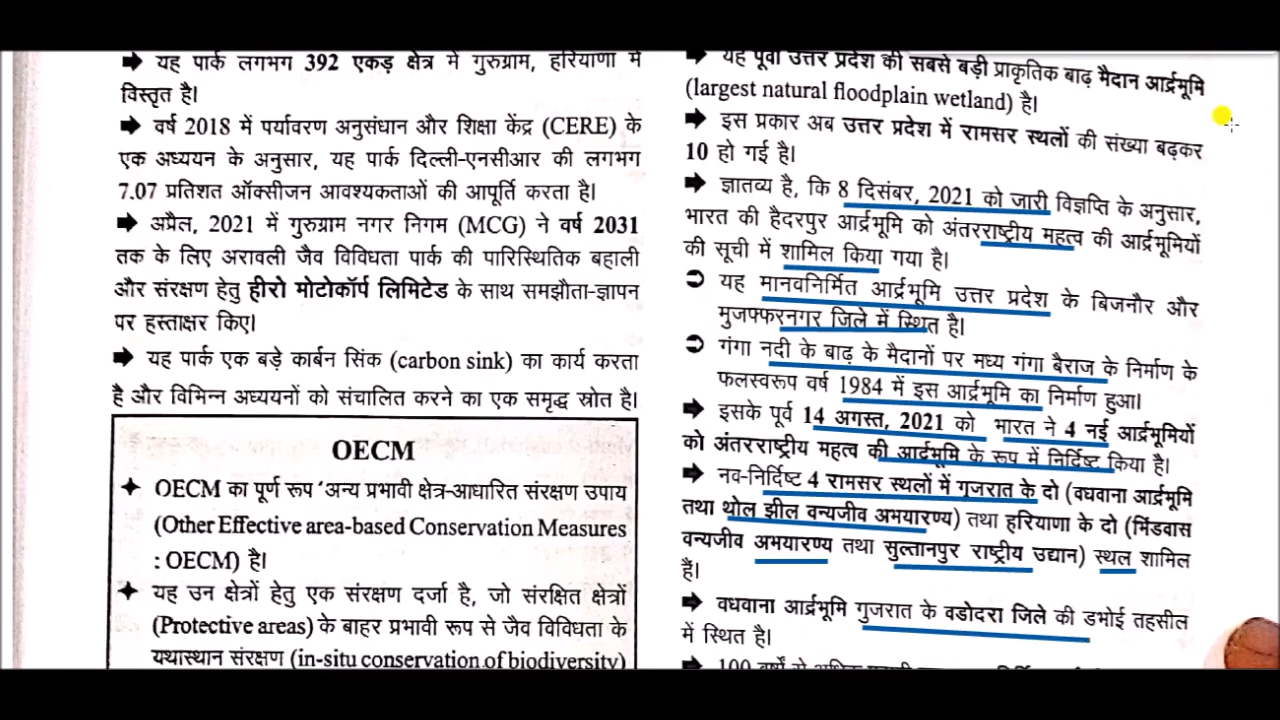 ➡ यह पार्क लगभग 392 एकड़ क्षेत्र में गुरुग्राम, हरियाणा में
विस्तृत है।
➡ वर्ष 2018 में पर्यावरण अनुसंधान और शिक्षा केंद्र (CERE) के
एक अध्ययन के अनुसार, यह पार्क दिल्ली-एनसीआर की लगभग
7.07 प्रतिशत ऑक्सीजन आवश्यकताओं की आपूर्ति करता है।
➡ अप्रैल, 2021 में गुरुग्राम नगर निगम (MCG) ने वर्ष 2031
तक के लिए अरावली जैव विविधता पार्क की पारिस्थितिक बहाली
और संरक्षण हेतु हीरो मोटोकॉर्प लिमिटेड के साथ समझौता-ज्ञापन
पर हस्ताक्षर किए।
➡ यह पार्क एक बड़े कार्बन सिंक (carbon sink) का कार्य करता
है और विभिन्न अध्ययनों को संचालित करने का एक समृद्ध स्रोत है।
OECM
✦ OECM का पूर्ण रूप 'अन्य प्रभावी क्षेत्र-आधारित संरक्षण उपाय
(Other Effective area-based Conservation Measures
: OECM) है।
✦ यह उन क्षेत्रों हेतु एक संरक्षण दर्जा है, जो संरक्षित क्षेत्रों
(Protective areas) के बाहर प्रभावी रूप से जैव विविधता के
यथास्थान संरक्षण (in-situ conservation of biodiversity)
➡ यह पूर्वी उत्तर प्रदेश की सबसे बड़ी प्राकृतिक बाढ़ मैदान आर्द्रभूमि
(largest natural floodplain wetland) है।
➡ इस प्रकार अब उत्तर प्रदेश में रामसर स्थलों की संख्या बढ़कर
10 हो गई है।
➡ ज्ञातव्य है, कि 8 दिसंबर, 2021 को जारी विज्ञप्ति के अनुसार,
भारत की हैदरपुर आर्द्रभूमि को अंतरराष्ट्रीय महत्व की आर्द्रभूमियों
की सूची में शामिल किया गया है।
➲ यह मानवनिर्मित आर्द्रभूमि उत्तर प्रदेश के बिजनौर और
मुजफ्फरनगर जिले में स्थित है।
➲ गंगा नदी के बाढ़ के मैदानों पर मध्य गंगा बैराज के निर्माण के
फलस्वरूप वर्ष 1984 में इस आर्द्रभूमि का निर्माण हुआ।
➡ इसके पूर्व 14 अगस्त, 2021 को भारत ने 4 नई आर्द्रभूमियों
को अंतरराष्ट्रीय महत्व की आर्द्रभूमि के रूप में निर्दिष्ट किया है।
➡ नव-निर्दिष्ट 4 रामसर स्थलों में गुजरात के दो (वधवाना आर्द्रभूमि
तथा थोल झील वन्यजीव अभयारण्य) तथा हरियाणा के दो (भिंडवास
वन्यजीव अभयारण्य तथा सुल्तानपुर राष्ट्रीय उद्यान) स्थल शामिल
हैं।
➡ वधवाना आर्द्रभूमि गुजरात के वडोदरा जिले की डभोई तहसील
में स्थित है।
➡ 100 वर्षों से अधिक